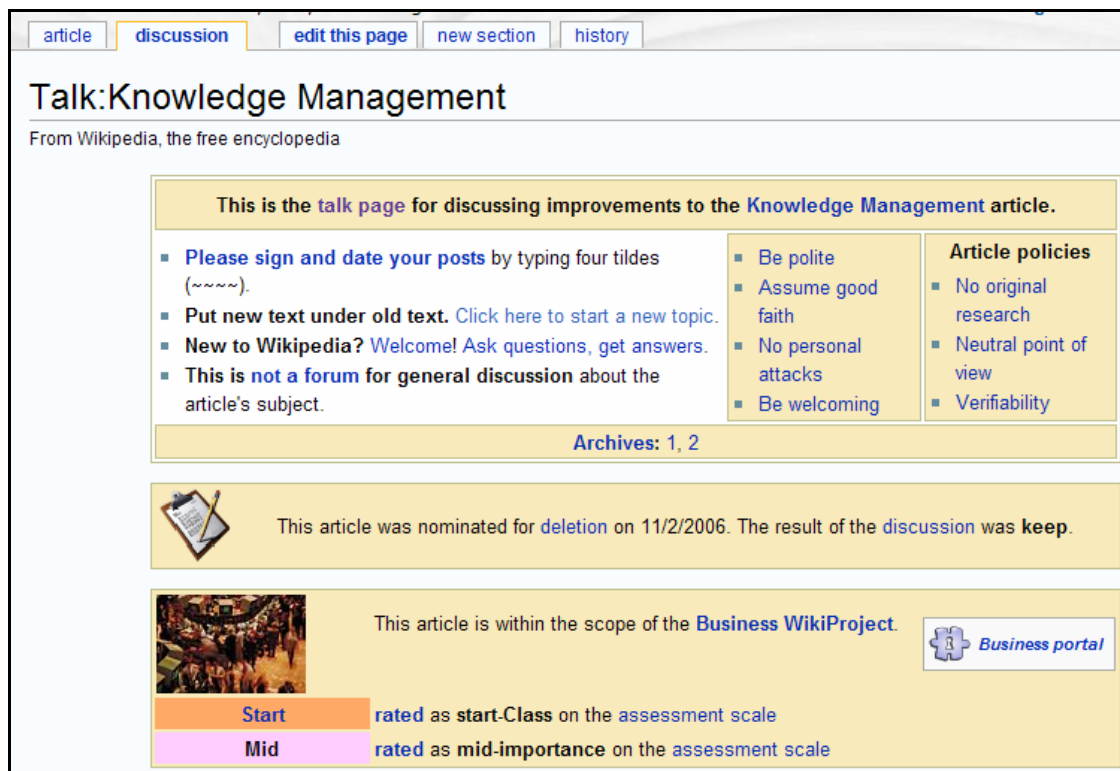 article discussion edit this page new section history
Talk:Knowledge Management
From Wikipedia, the free encyclopedia
This is the talk page for discussing improvements to the Knowledge Management article.
Please sign and date your posts by typing four tildes
(~~~~).
Put new text under old text. Click here to start a new topic.
New to Wikipedia? Welcome! Ask questions, get answers.
This is not a forum for general discussion about the
article's subject.
Be polite
Assume good
faith
No personal
attacks
Be welcoming
Article policies
No original
research
Neutral point of
view
Verifiability
Archives: 1, 2
This article was nominated for deletion on 11/2/2006. The result of the discussion was keep.
This article is within the scope of the Business WikiProject.
Business portal
Start rated as start-Class on the assessment scale
Mid rated as mid-importance on the assessment scale